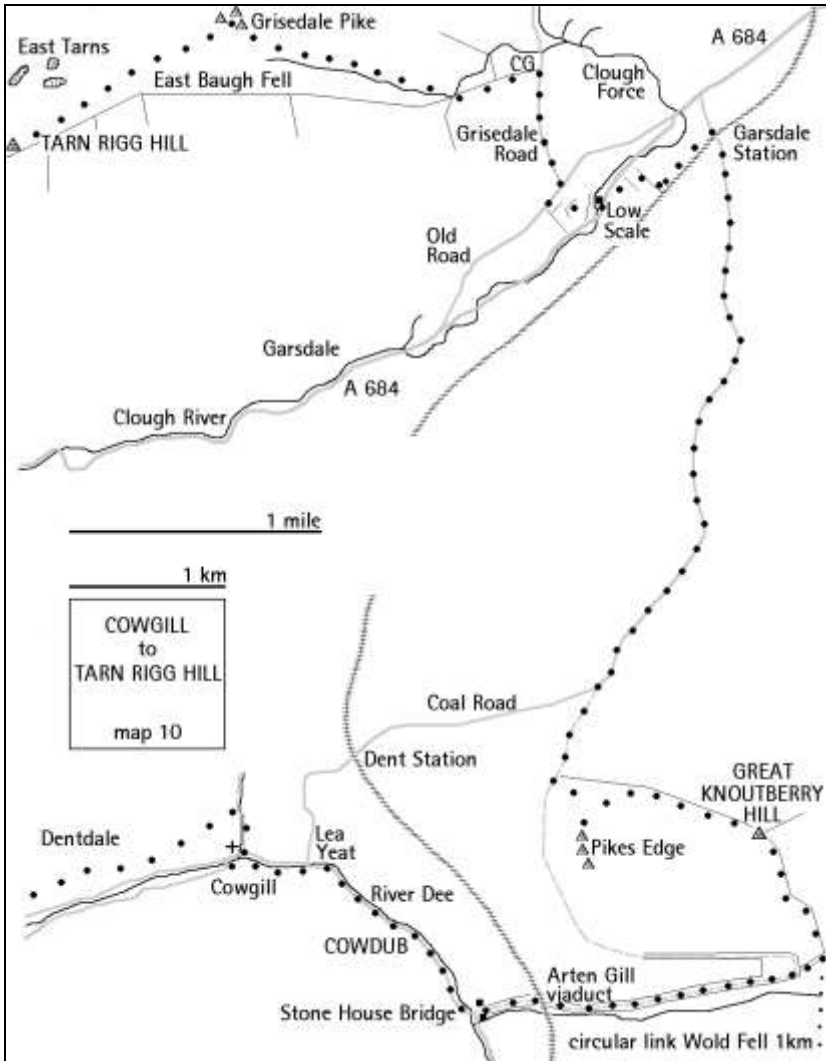 Grisedale Pike
A 684
East Tarns
CG
Clough
Force
East Baugh Fell
TARN RIGG HILL
Grisedale
Road
Garsdale
Station
Low
Scale
Old
Road
Garsdale
A 684
Clough River
1 mile
1 km
COWGILL
to
TARN RIGG HILL
map 10
Coal Road
Dent Station
GREAT
KNOUTBERRY
HILL
Dentdale
Lea
Yeat
Pikes Edge
Cowgill
River Dee
COWDUB
Arten Gill
viaduct
Stone House Bridge
circular link Wold Fell 1km